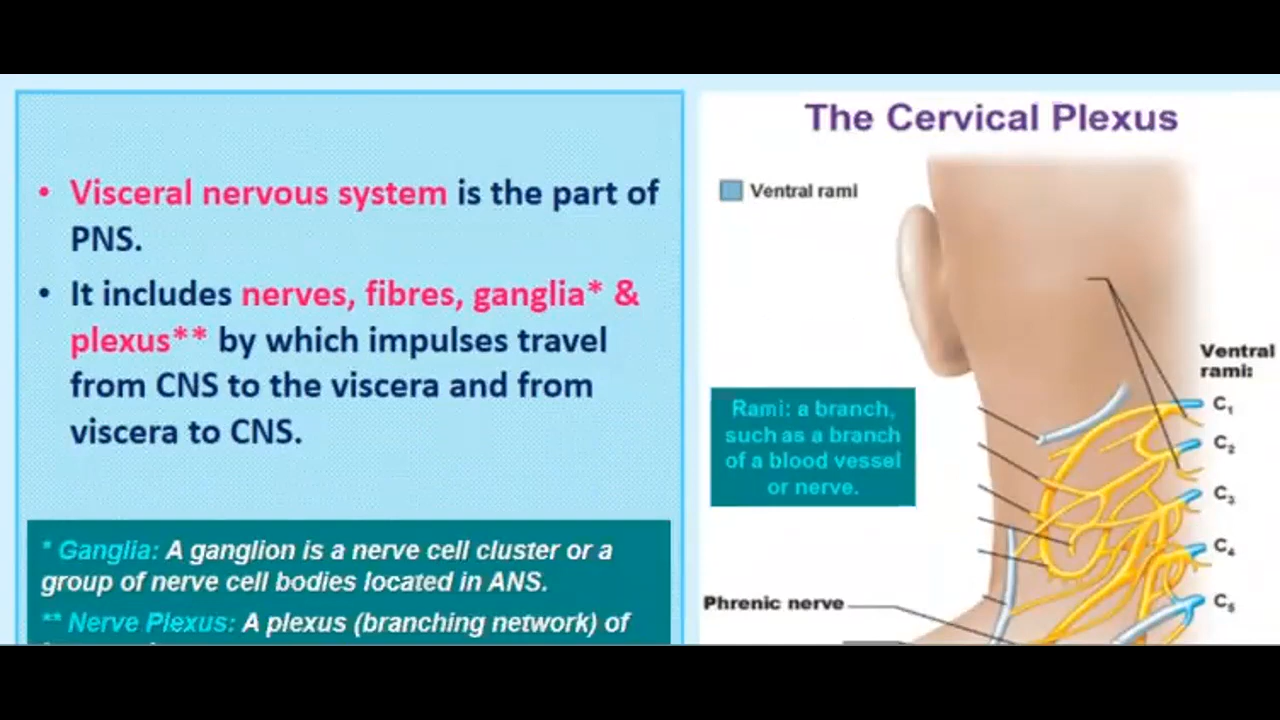 • Visceral nervous system is the part of
PNS.
• It includes nerves, fibres, ganglia* &
plexus** by which impulses travel
from CNS to the viscera and from
viscera to CNS.
* Ganglia: A ganglion is a nerve cell cluster or a
group of nerve cell bodies located in ANS.
** Nerve Plexus: A plexus (branching network) of
The Cervical Plexus
Ventral rami
Rami: a branch,
such as a branch
of a blood vessel
or nerve.
Ventral
rami:
C₁
C₂
C₃
C₄
C₅
Phrenic nerve